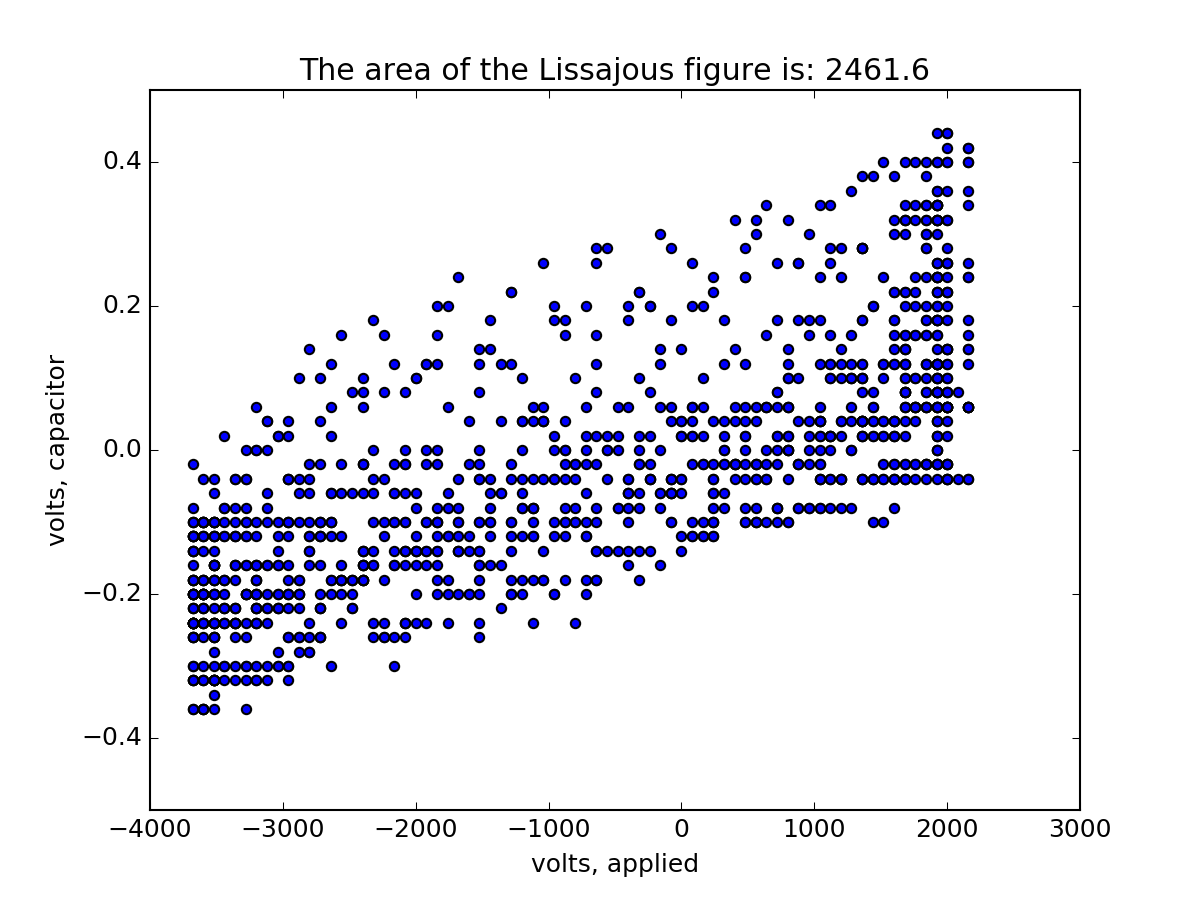 The area of the Lissajous figure is: 2461.6
0.4
0.2
0.0
−0.2
−0.4
volts, capacitor
−4000 −3000 −2000 −1000 0 1000 2000 3000
volts, applied